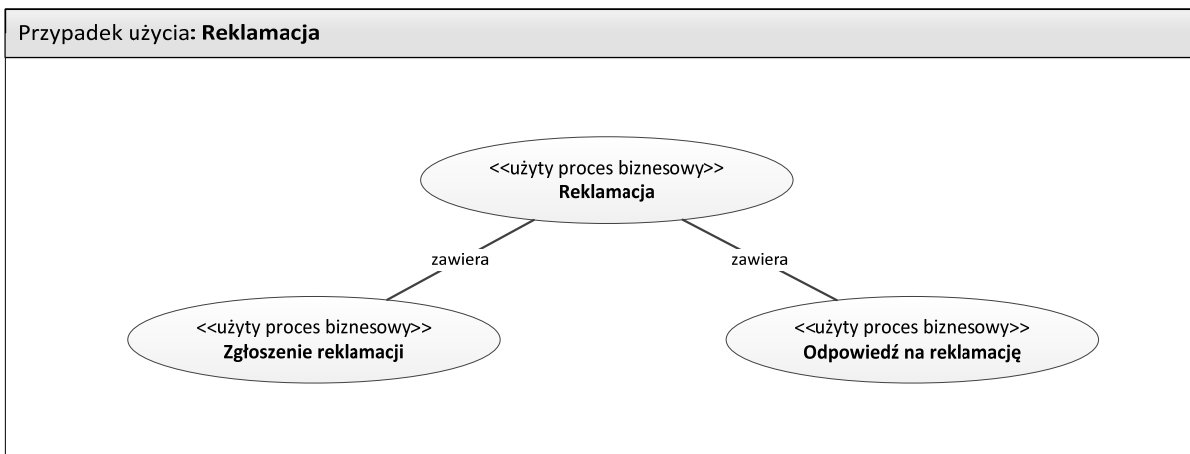 Przypadek użycia: Reklamacja
<<użyty proces biznesowy>>
Reklamacja
zawiera
zawiera
<<użyty proces biznesowy>>
Zgłoszenie reklamacji
<<użyty proces biznesowy>>
Odpowiedź na reklamację